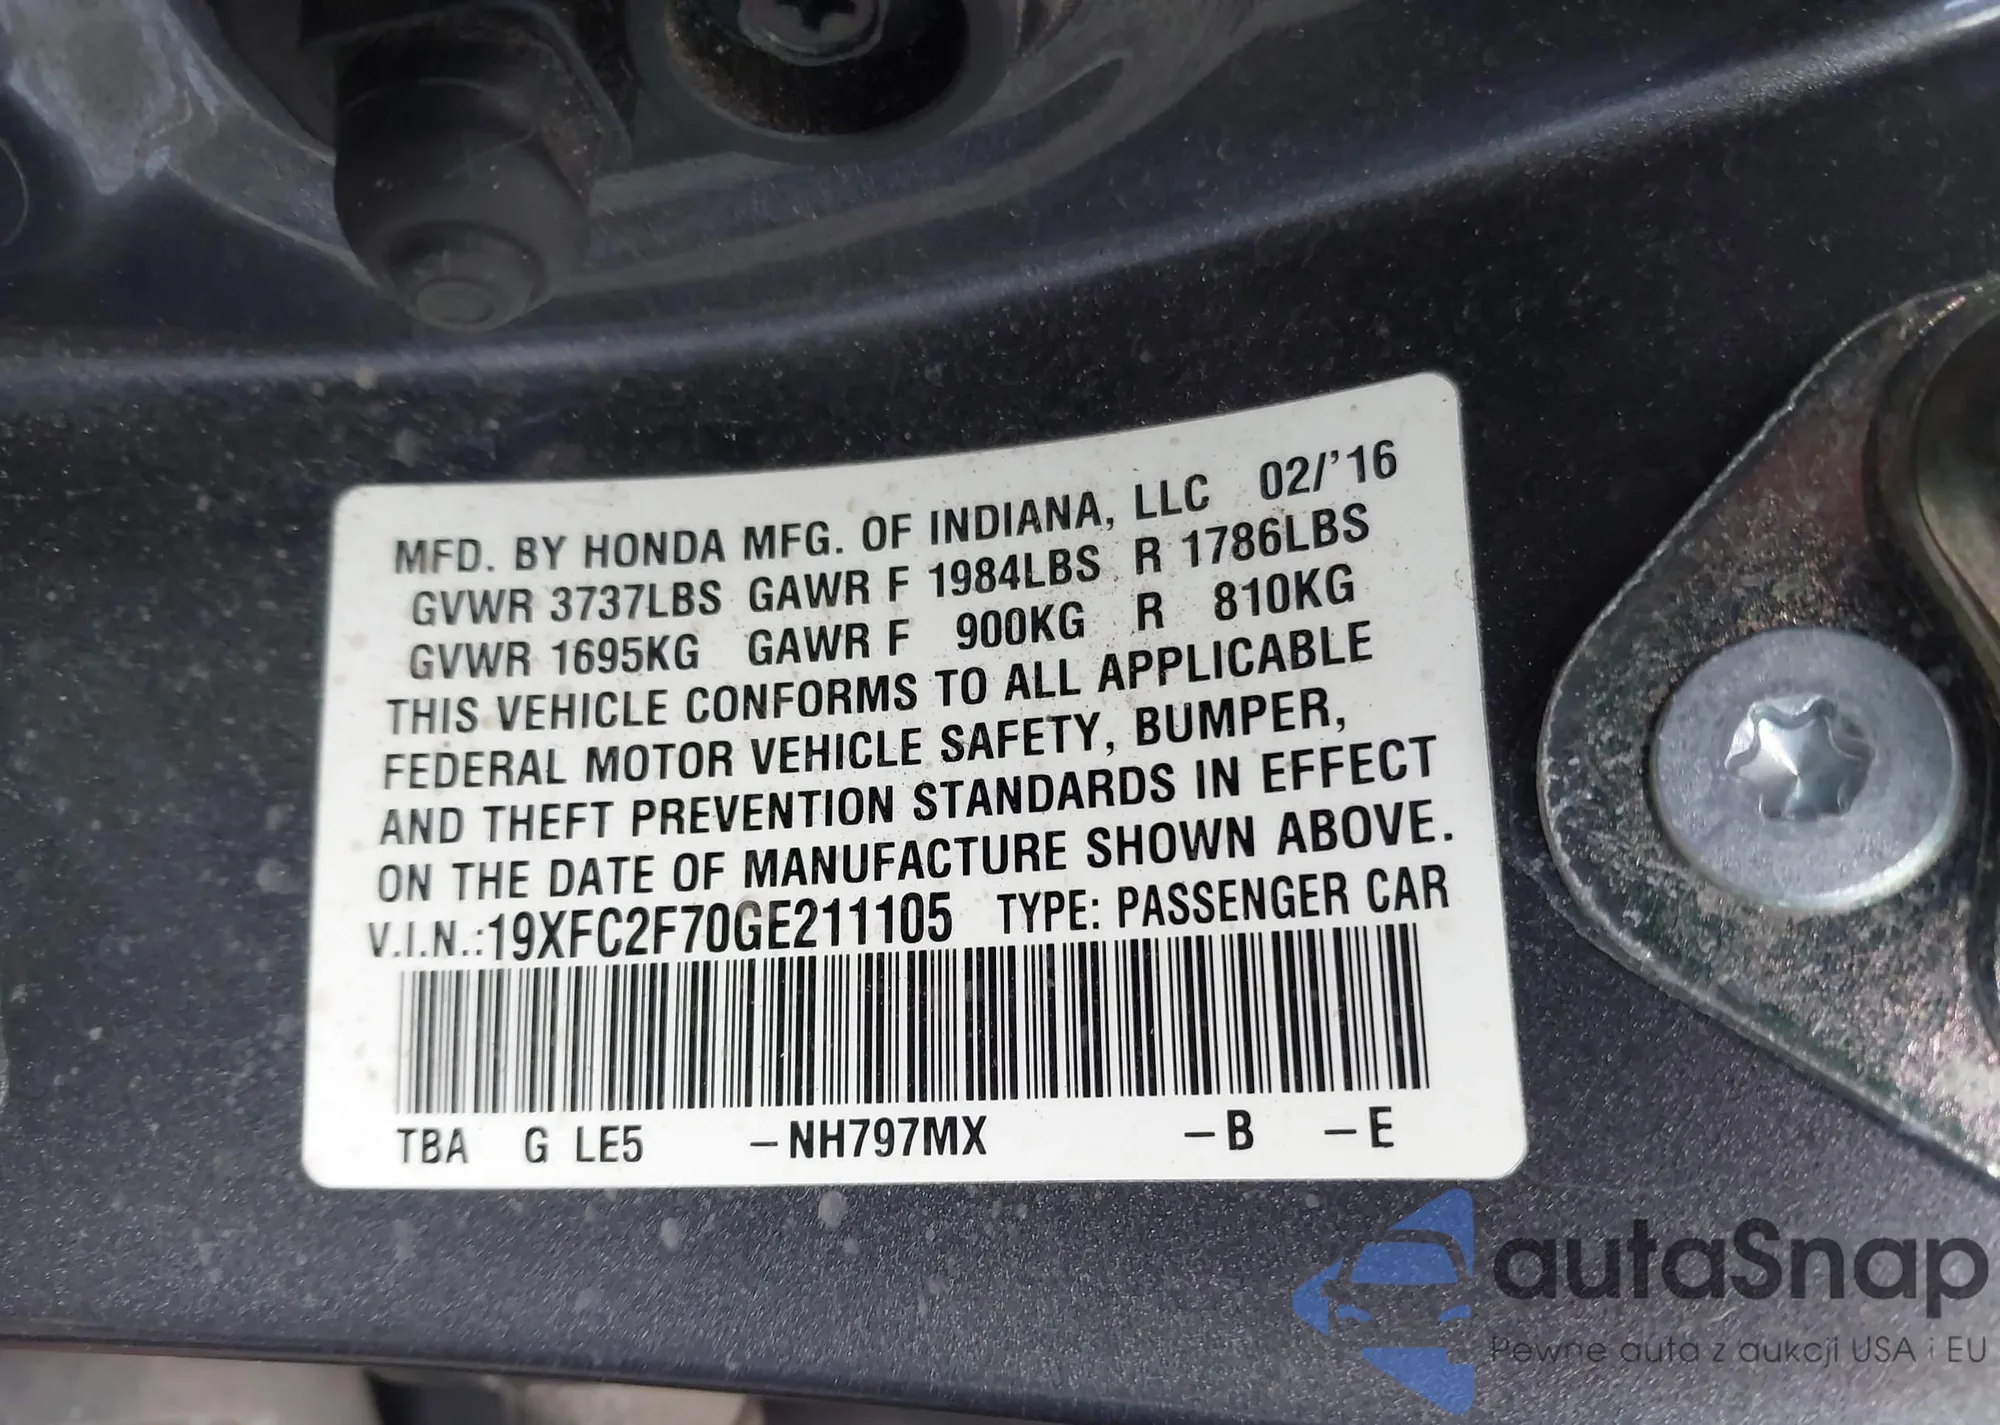 MFD. BY HONDA MFG. OF INDIANA, LLC 02/'16
GVWR 3737LBS GAWR F 1984LBS R 1786LBS
GVWR 1695KG GAWR F 900KG R 810KG
THIS VEHICLE CONFORMS TO ALL APPLICABLE
FEDERAL MOTOR VEHICLE SAFETY, BUMPER,
AND THEFT PREVENTION STANDARDS IN EFFECT
ON THE DATE OF MANUFACTURE SHOWN ABOVE.
V.I.N.:19XFC2F70GE211105 TYPE: PASSENGER CAR
TBA G LE5 –NH797MX –B –E
autaSnap
Pewne auta z aukcji USA i EU